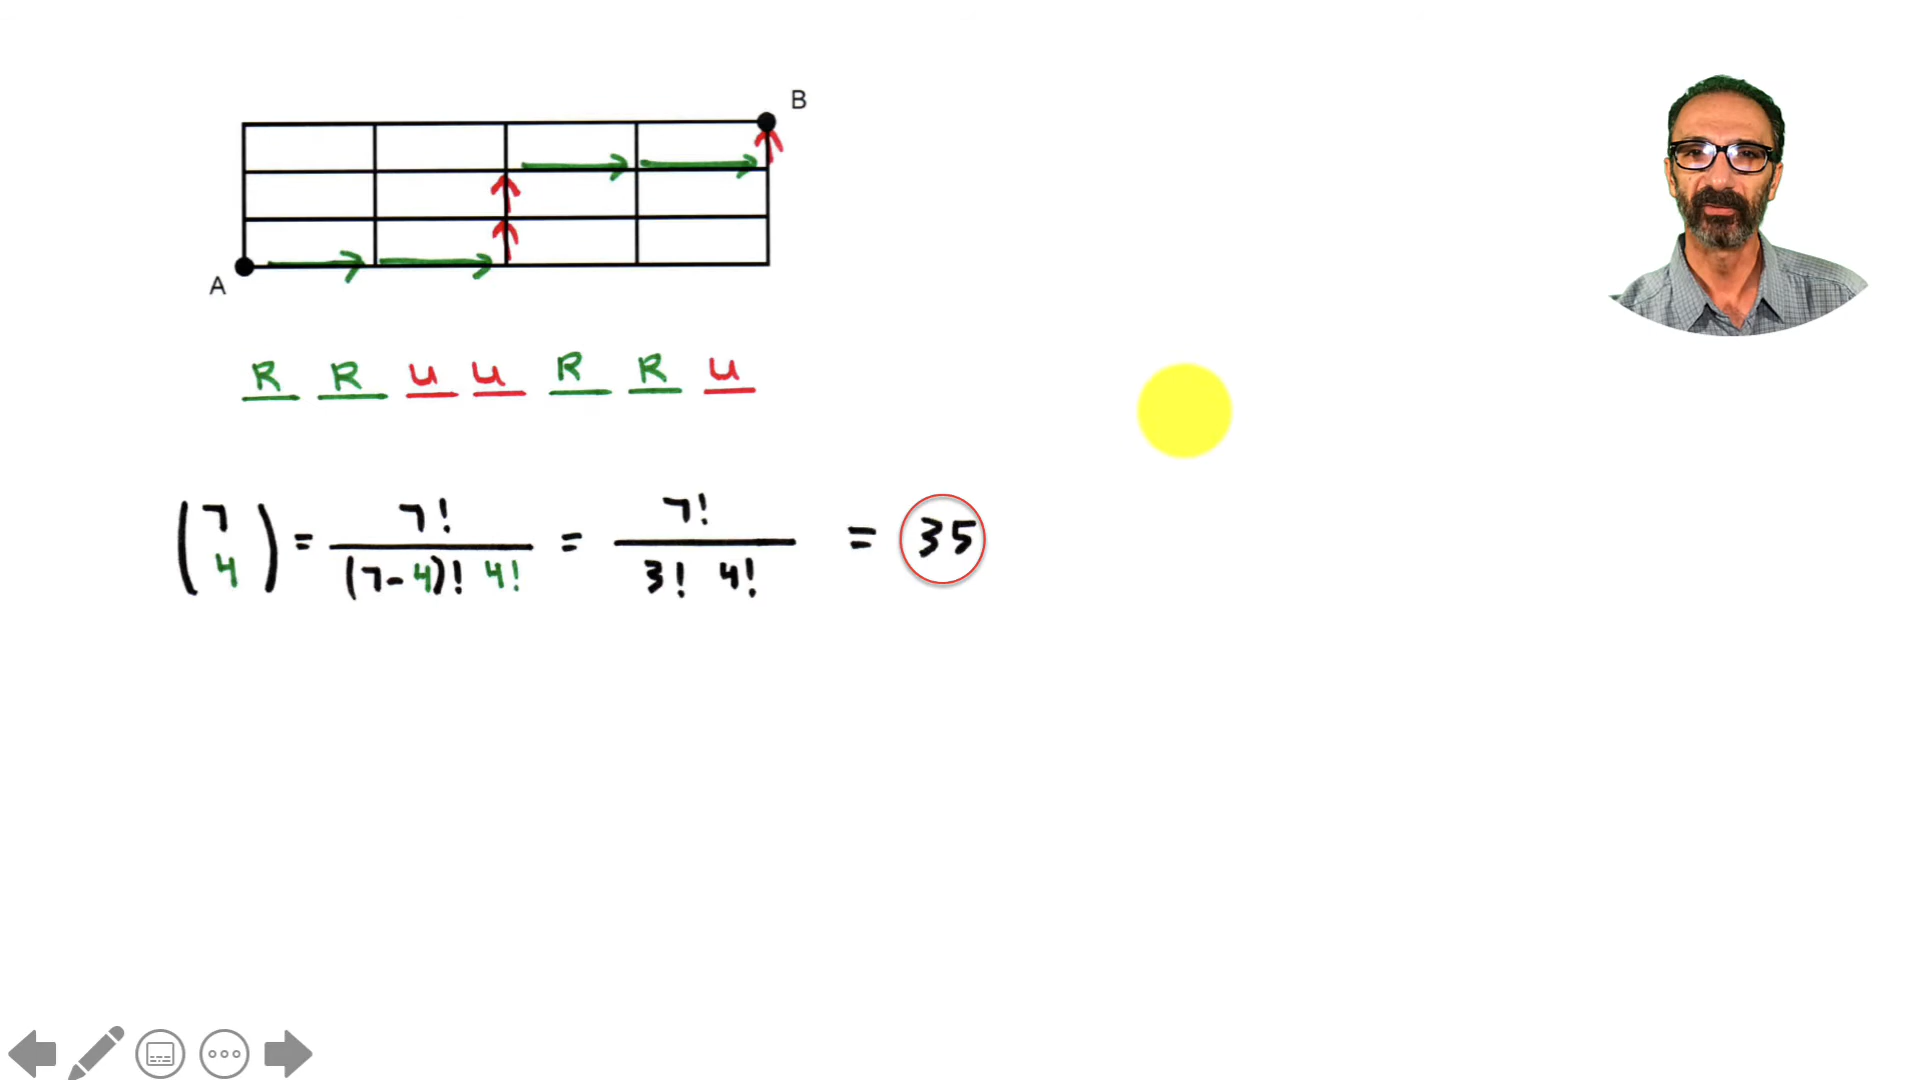 B
A
R R U U R R U
(7 4) = 7! / (7-4)! 4! = 7! / 3! 4! = 35